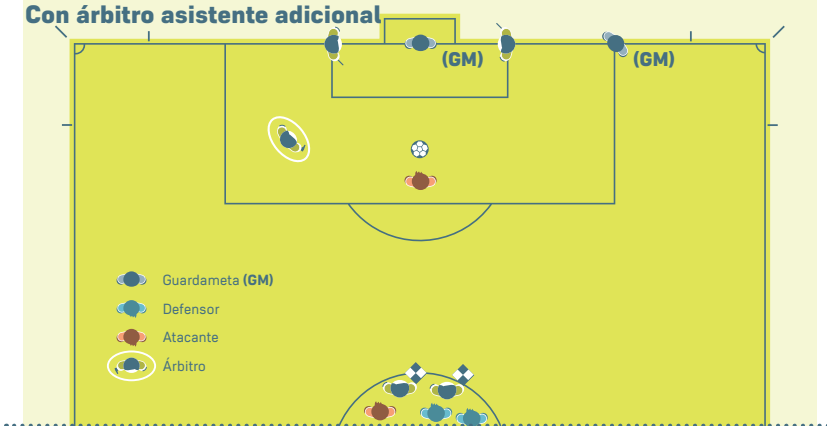 Con árbitro asistente adicional
(GM)
(GM)
Guardameta (GM)
Defensor
Atacante
Árbitro